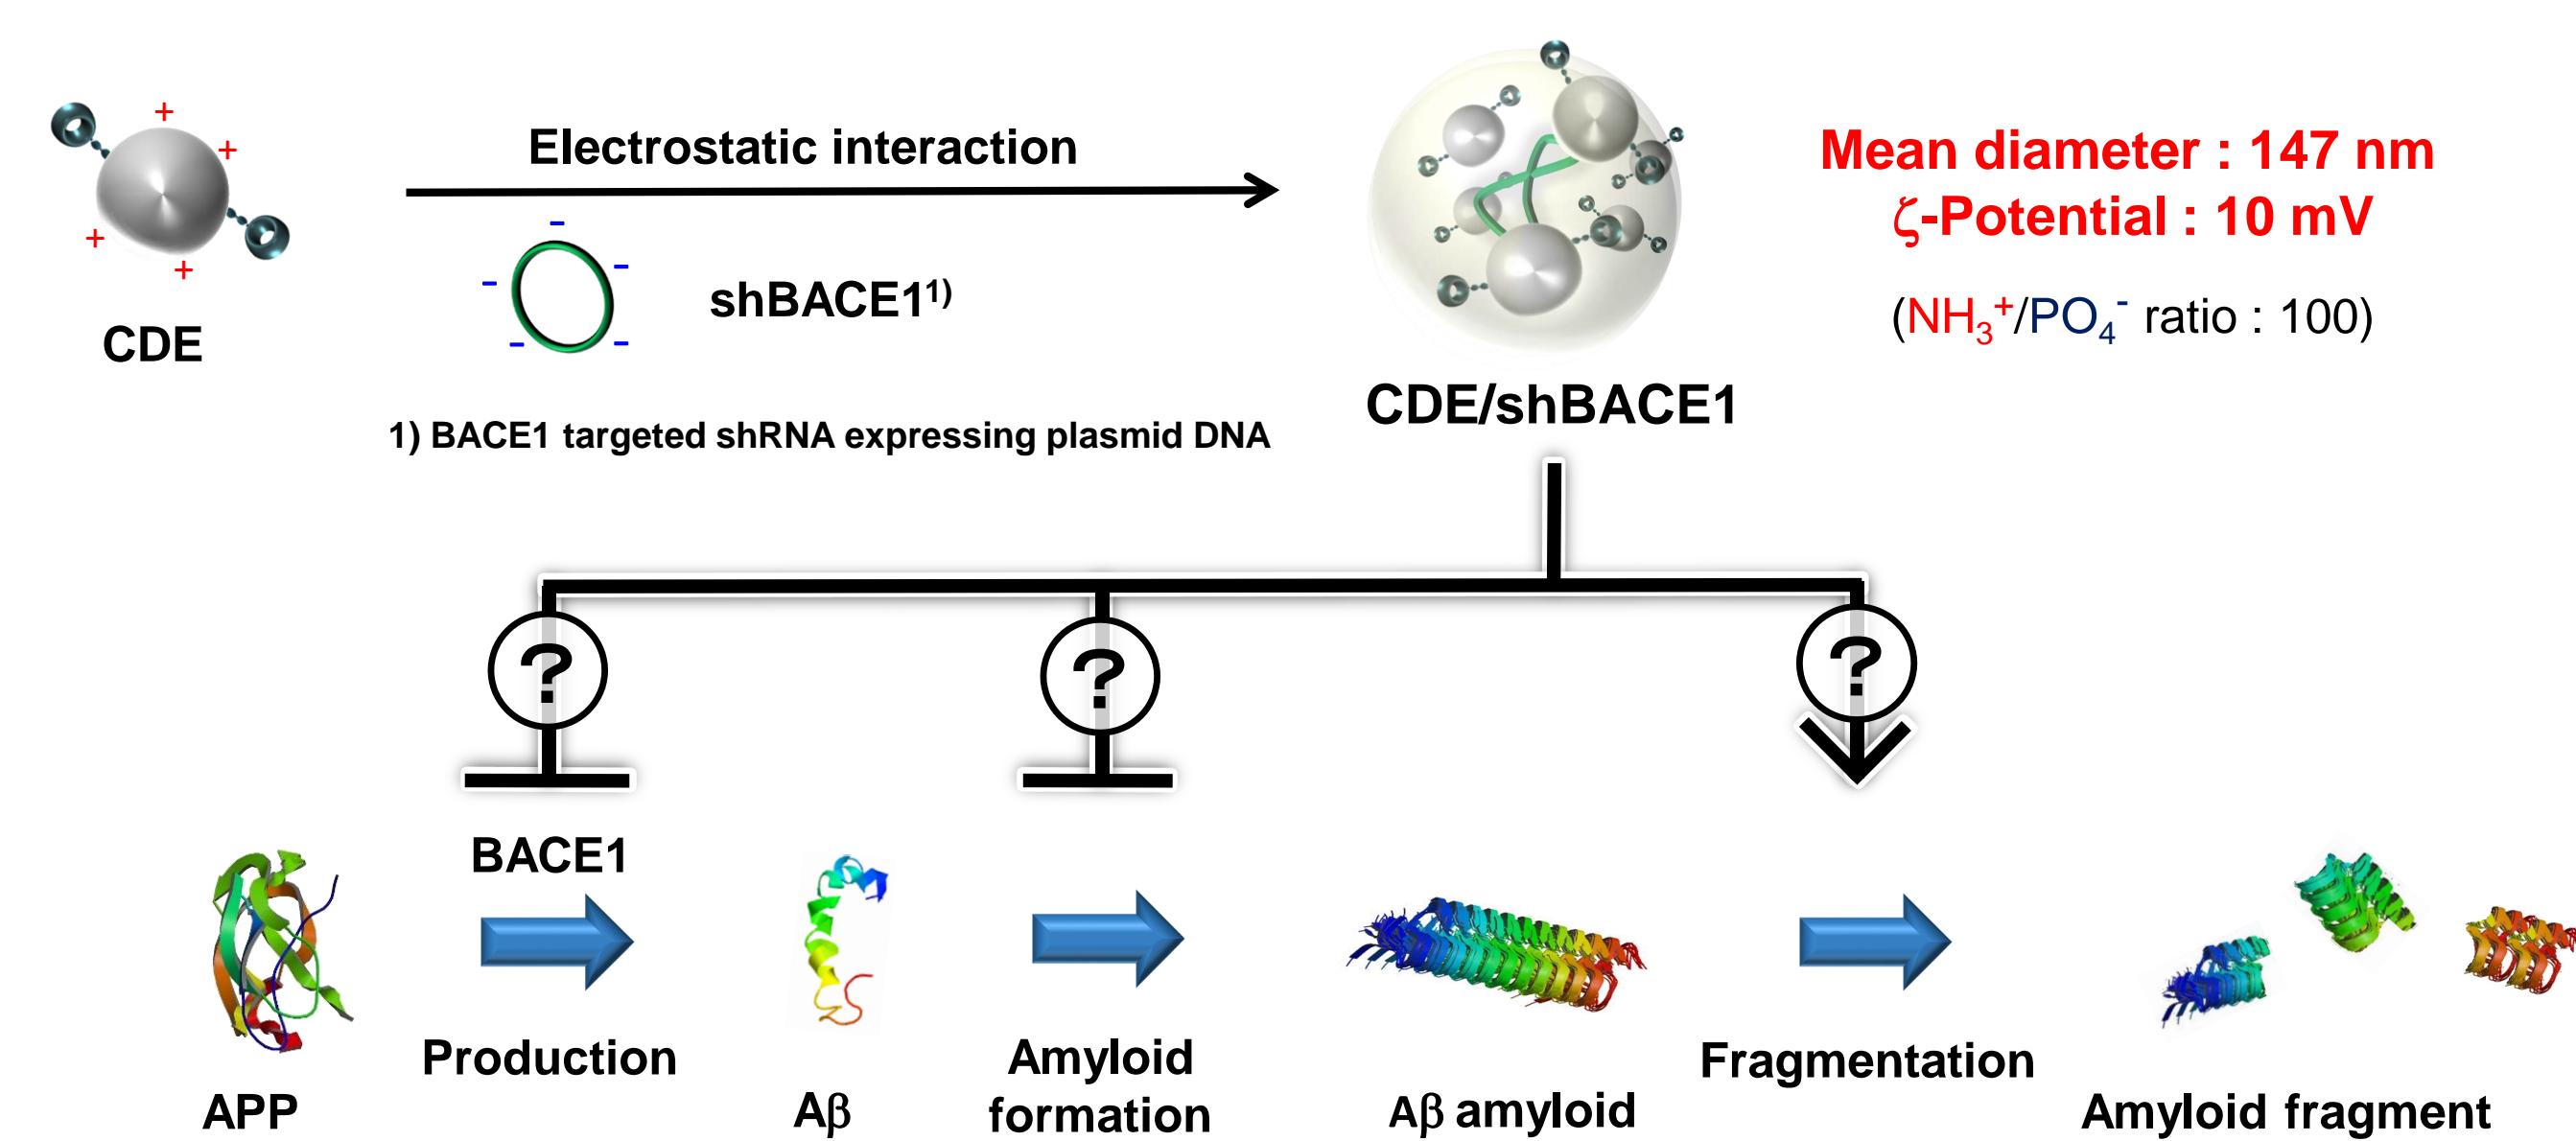 +
+
+
+
CDE
Electrostatic interaction
-
-
-
-
-
shBACE1¹⁾
1) BACE1 targeted shRNA expressing plasmid DNA
CDE/shBACE1
Mean diameter : 147 nm
ζ-Potential : 10 mV
(NH₃⁺/PO₄⁻ ratio : 100)
?
?
?
BACE1
Production
Amyloid
formation
Fragmentation
APP
Aβ
Aβ amyloid
Amyloid fragment